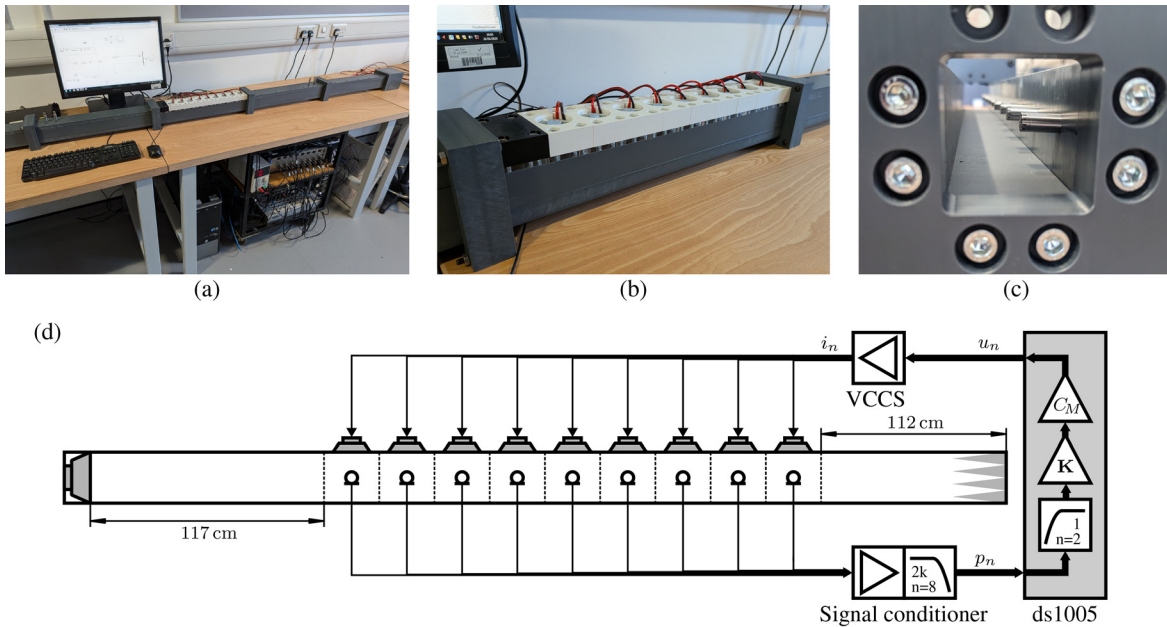 (a)
(b)
(c)
(d)
i_n
u_n
VCCS
C_M
112 cm
K
1
n=2
117 cm
2k
n=8
p_n
Signal conditioner
ds1005